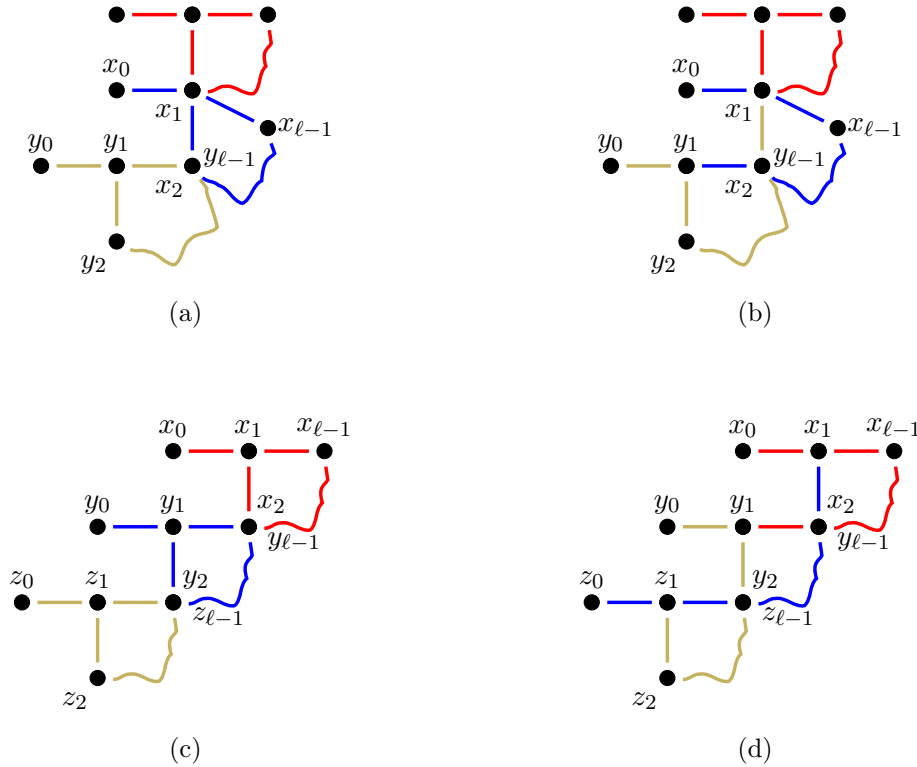 x₀ x₀
x₁ x₁
xℓ₋₁ xℓ₋₁
y₀ y₁ yℓ₋₁ y₀ y₁ yℓ₋₁
x₂ x₂
y₂ y₂
(a) (b)
x₀ x₁ xℓ₋₁ x₀ x₁ xℓ₋₁
y₀ y₁ x₂ y₀ y₁ x₂
yℓ₋₁ yℓ₋₁
z₀ z₁ y₂ z₀ z₁ y₂
zℓ₋₁ zℓ₋₁
z₂ z₂
(c) (d)